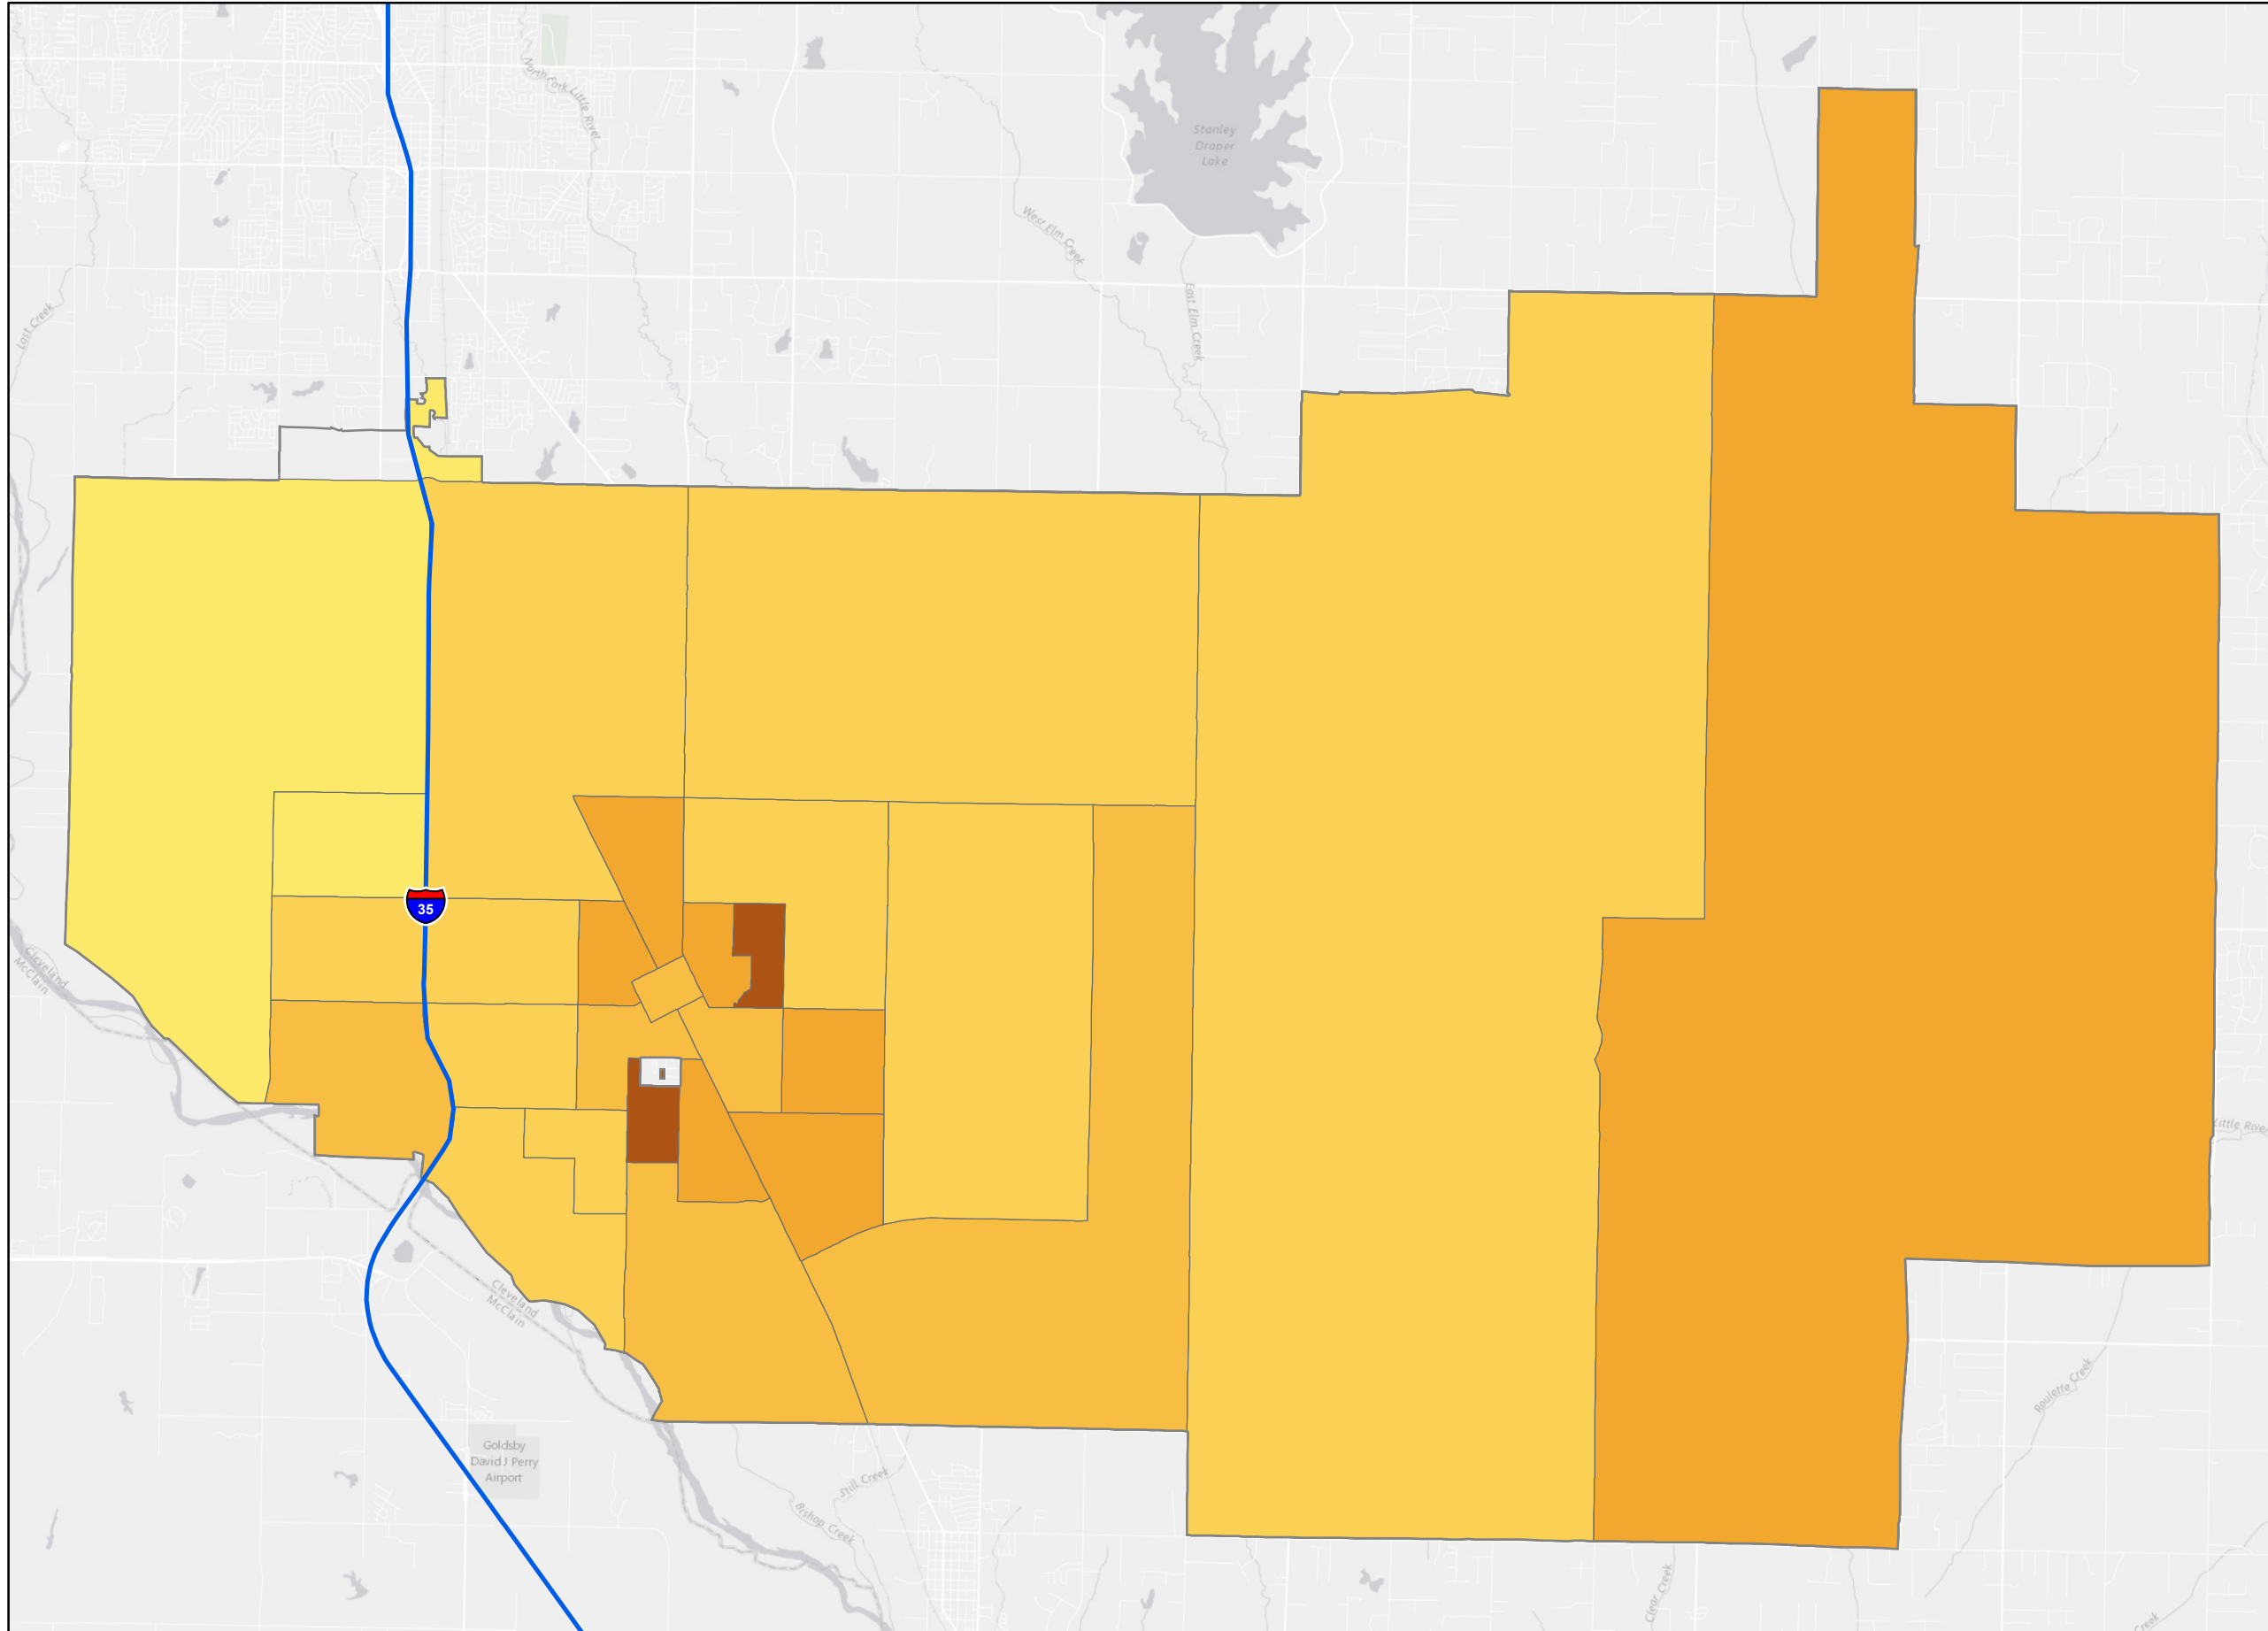 North Fork Little River
Stanley
Draper
Lake
West Elm Creek
East Elm Creek
Lost Creek
35
Cleveland
McClain
Little River
Cleveland
McClain
Roulette Creek
Goldsby
David J Perry
Airport
Still Creek
Bishop Creek
Clear Creek
Creek